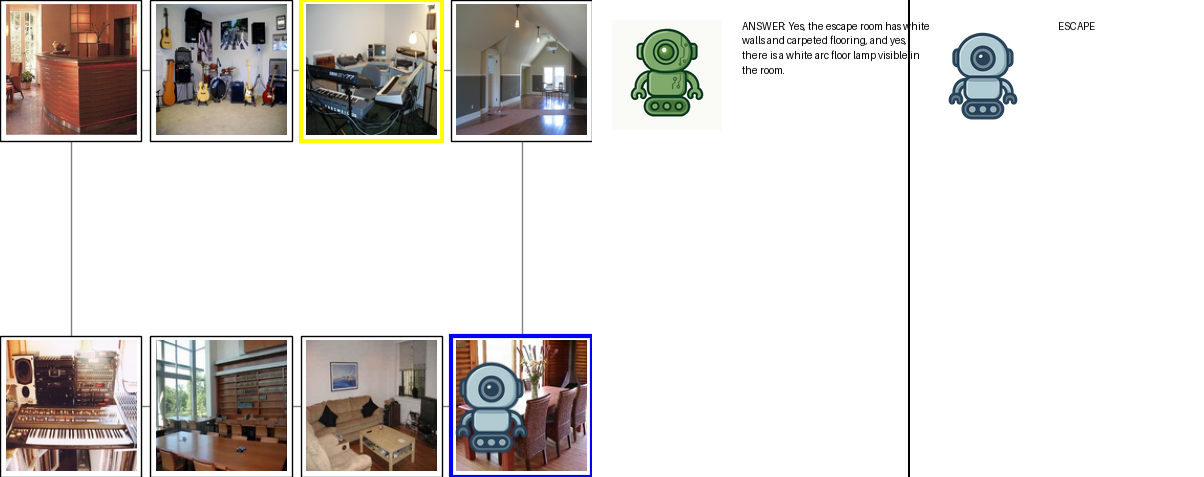 ANSWER: Yes, the escape room has white
walls and carpeted flooring, and yes,
there is a white arc floor lamp visible in
the room.
ESCAPE